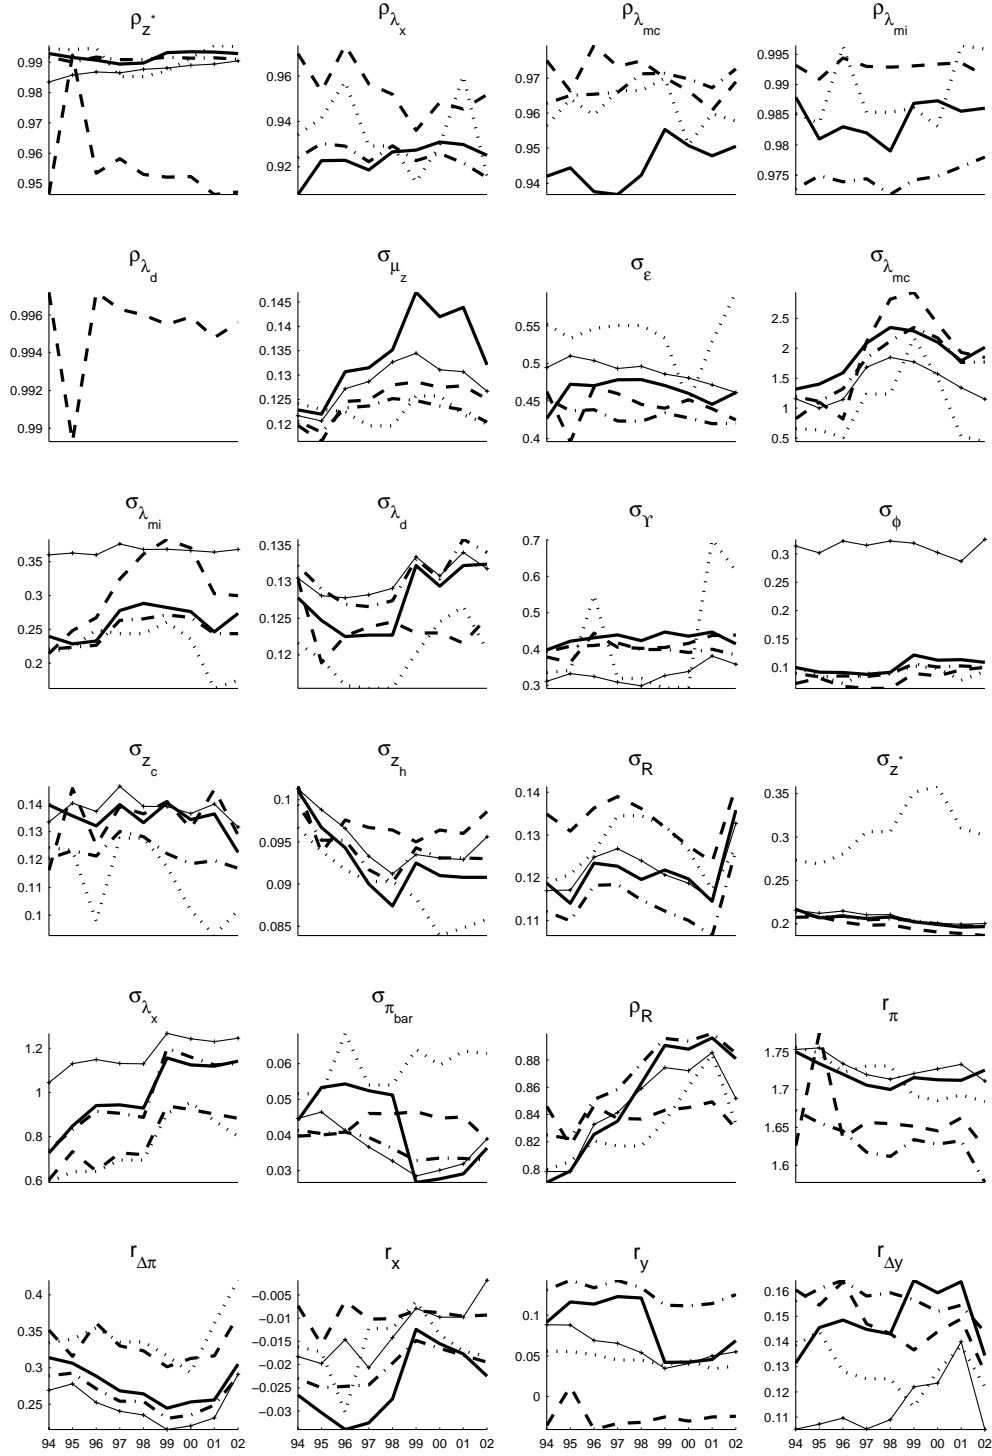 ρz* ρλx ρλmc ρλmi
0.99 0.98 0.97 0.96 0.95
0.96 0.94 0.92
0.97 0.96 0.95 0.94
0.995 0.99 0.985 0.98 0.975
ρλd σμz σε σλmc
0.996 0.994 0.992 0.99
0.145 0.14 0.135 0.13 0.125 0.12
0.55 0.5 0.45 0.4
2.5 2 1.5 1 0.5
σλmi σλd σϒ σϕ
0.35 0.3 0.25 0.2
0.135 0.13 0.125 0.12
0.7 0.6 0.5 0.4 0.3
0.3 0.25 0.2 0.15 0.1
σzc σzh σR σz*
0.14 0.13 0.12 0.11 0.1
0.1 0.095 0.09 0.085
0.14 0.13 0.12 0.11
0.35 0.3 0.25 0.2
σλx σπbar ρR rπ
1.2 1 0.8 0.6
0.06 0.05 0.04 0.03
0.88 0.86 0.84 0.82 0.8
1.75 1.7 1.65 1.6
rΔπ rx ry rΔy
0.4 0.35 0.3 0.25
−0.005 −0.01 −0.015 −0.02 −0.025 −0.03
0.1 0.05 0
0.16 0.15 0.14 0.13 0.12 0.11
94 95 96 97 98 99 00 01 02
94 95 96 97 98 99 00 01 02
94 95 96 97 98 99 00 01 02
94 95 96 97 98 99 00 01 02